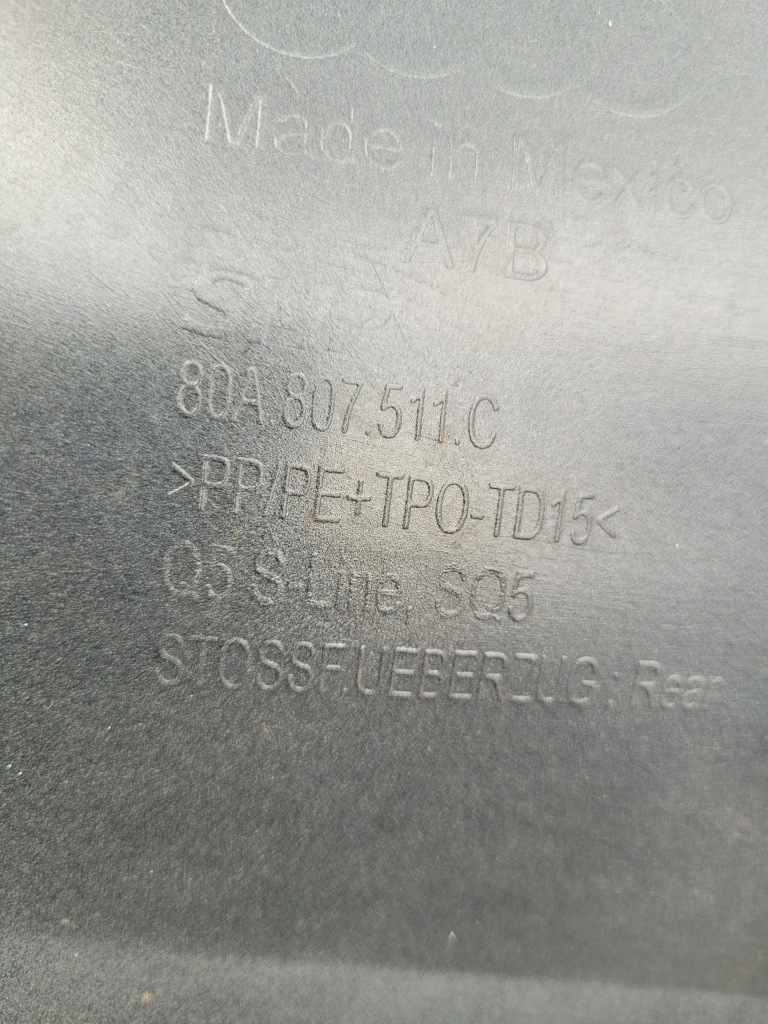 Made in Mexico
A7B
80A.807.511.C
>PP/PE+TPO-TD15<
Q5 S-Line, SQ5
STOSSF.UEBERZUG: Rear